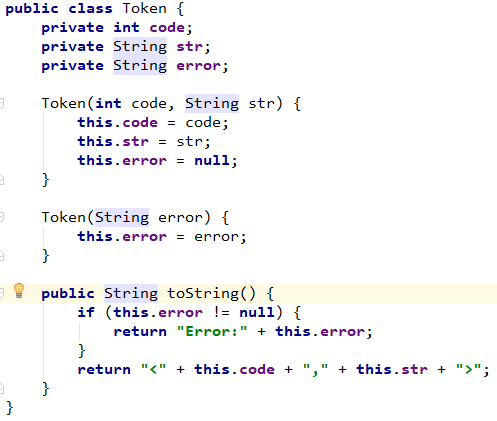 public class Token {
    private int code;
    private String str;
    private String error;
    Token(int code, String str) {
        this.code = code;
        this.str = str;
        this.error = null;
    }
    Token(String error) {
        this.error = error;
    }
    public String toString() {
        if (this.error != null) {
            return "Error:" + this.error;
        }
        return "<" + this.code + "," + this.str + ">";
    }
}